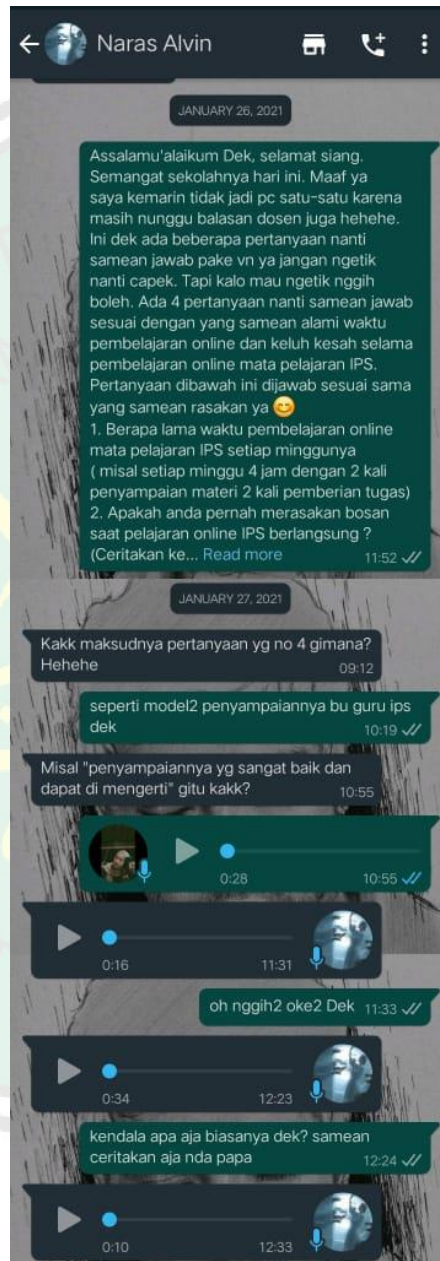 Naras Alvin
JANUARY 26, 2021
Assalamu'alaikum Dek, selamat siang.
Semangat sekolahnya hari ini. Maaf ya
saya kemarin tidak jadi pc satu-satu karena
masih nunggu balasan dosen juga hehehe.
Ini dek ada beberapa pertanyaan nanti
samean jawab pake vn ya jangan ngetik
nanti capek. Tapi kalo mau ngetik nggih
boleh. Ada 4 pertanyaan nanti samean jawab
sesuai dengan yang samean alami waktu
pembelajaran online dan keluh kesah selama
pembelajaran online mata pelajaran IPS.
Pertanyaan dibawah ini dijawab sesuai sama
yang samean rasakan ya 😊
1. Berapa lama waktu pembelajaran online
mata pelajaran IPS setiap minggunya
( misal setiap minggu 4 jam dengan 2 kali
penyampaian materi 2 kali pemberian tugas)
2. Apakah anda pernah merasakan bosan
saat pelajaran online IPS berlangsung ?
(Ceritakan ke... Read more 11:52
JANUARY 27, 2021
Kakk maksudnya pertanyaan yg no 4 gimana?
Hehehe 09:12
seperti model2 penyampaiannya bu guru ips
dek 10:19
Misal "penyampaiannya yg sangat baik dan
dapat di mengerti" gitu kakk? 10:55
0:28 10:55
0:16 11:31
oh nggih2 oke2 Dek 11:33
0:34 12:23
kendala apa aja biasanya dek? samean
ceritakan aja nda papa 12:24
0:10 12:33